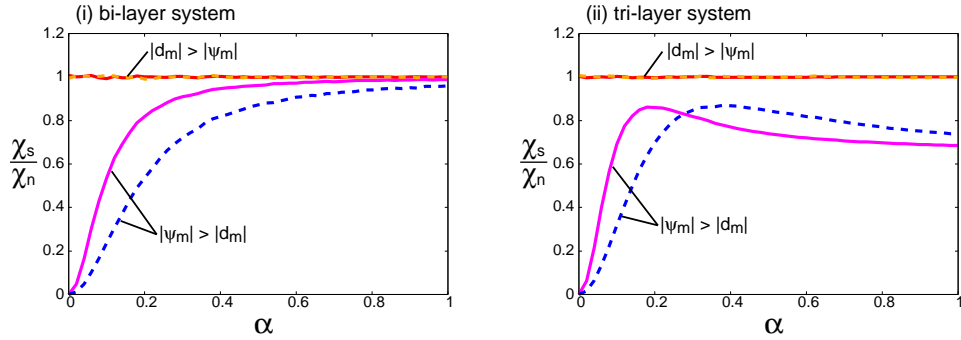 (i) bi-layer system
1.2
1
0.8
0.6
0.4
0.2
0
0
0.2
0.4
0.6
0.8
1
χs
χn
α
|dm| > |ψm|
|ψm| > |dm|
(ii) tri-layer system
1.2
1
0.8
0.6
0.4
0.2
0
0
0.2
0.4
0.6
0.8
1
χs
χn
α
|dm| > |ψm|
|ψm| > |dm|